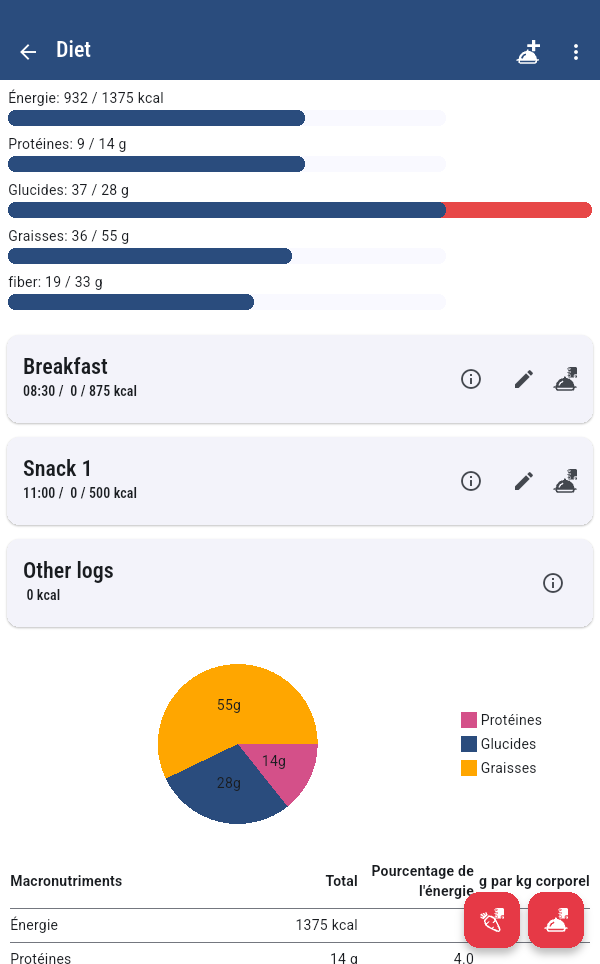 Diet
Énergie: 932 / 1375 kcal
Protéines: 9 / 14 g
Glucides: 37 / 28 g
Graisses: 36 / 55 g
fiber: 19 / 33 g
Breakfast
08:30 / 0 / 875 kcal
Snack 1
11:00 / 0 / 500 kcal
Other logs
0 kcal
55g
14g
28g
Protéines
Glucides
Graisses
Macronutriments Total Pourcentage de l'énergie g par kg corporel
Énergie 1375 kcal
Protéines 14 g 4.0